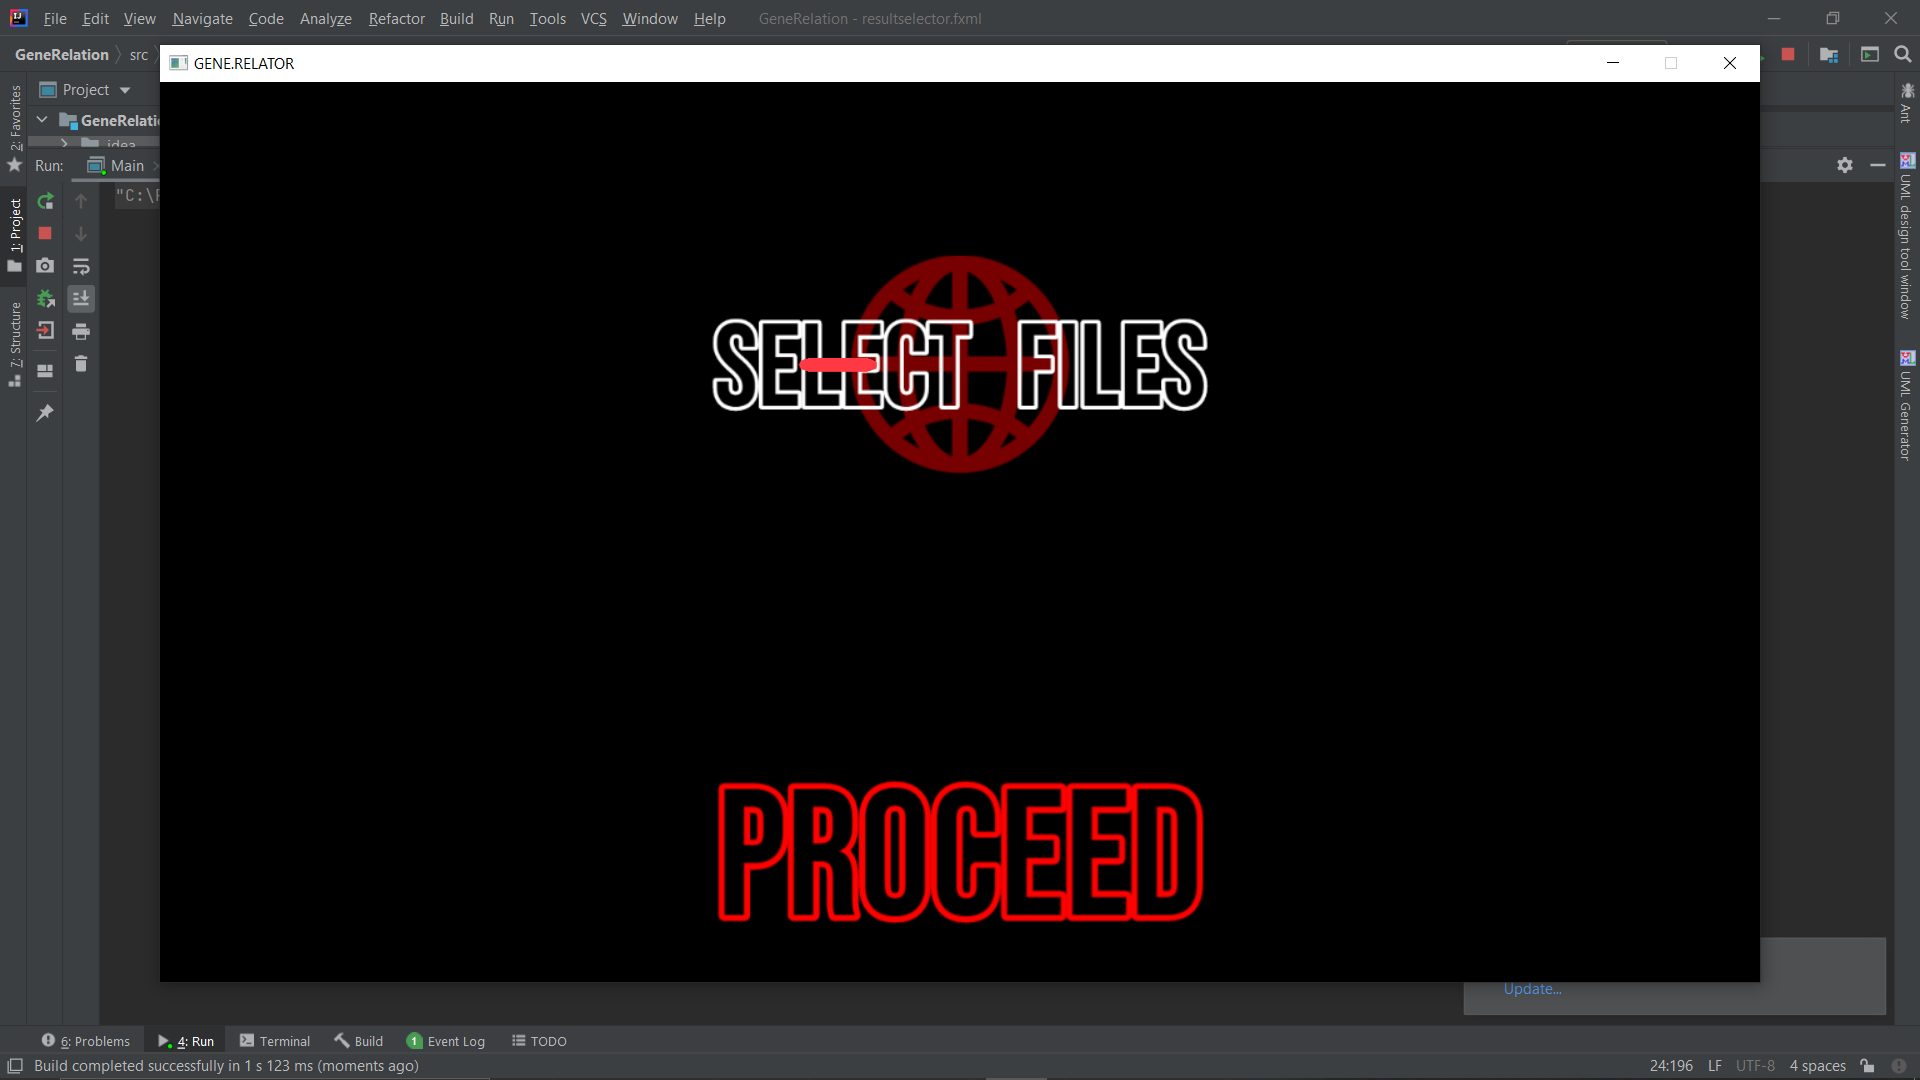 File Edit View Navigate Code Analyze Refactor Build Run Tools VCS Window Help GeneRelation - resultselector.fxml
GeneRelation src
GENE.RELATOR
Project
GeneRelati
idea
Run: Main
"C:\P
2: Favorites
1: Project
7: Structure
Ant
UML design tool window
UML Generator
SELECT FILES
PROCEED
Update...
6: Problems 4: Run Terminal Build 1 Event Log TODO
Build completed successfully in 1 s 123 ms (moments ago) 24:196 LF UTF-8 4 spaces